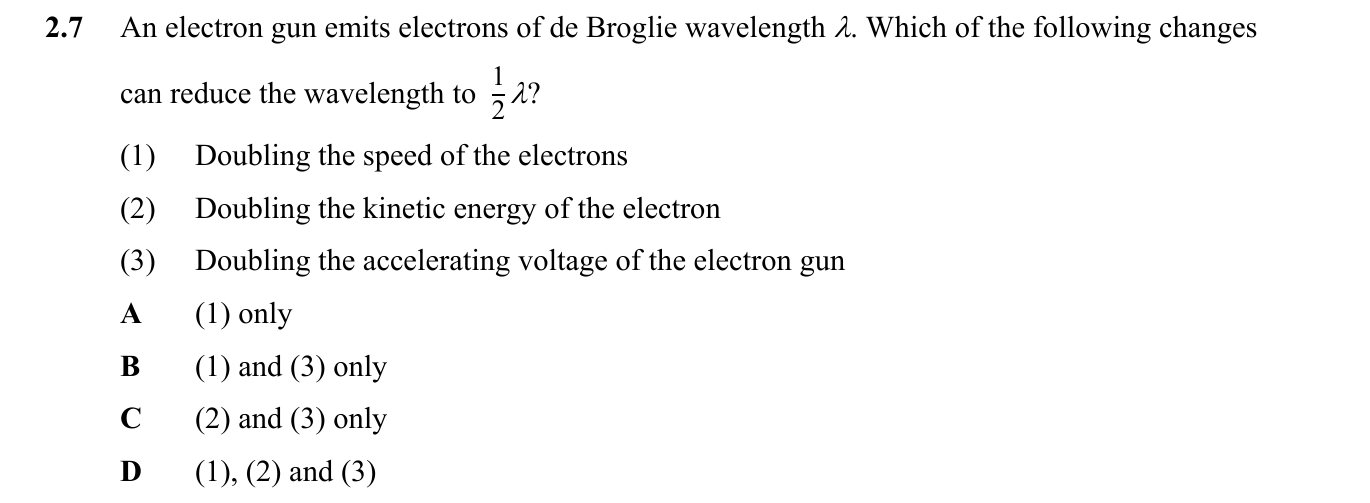 2.7 An electron gun emits electrons of de Broglie wavelength λ. Which of the following changes
can reduce the wavelength to 1/2 λ?
(1) Doubling the speed of the electrons
(2) Doubling the kinetic energy of the electron
(3) Doubling the accelerating voltage of the electron gun
A (1) only
B (1) and (3) only
C (2) and (3) only
D (1), (2) and (3)